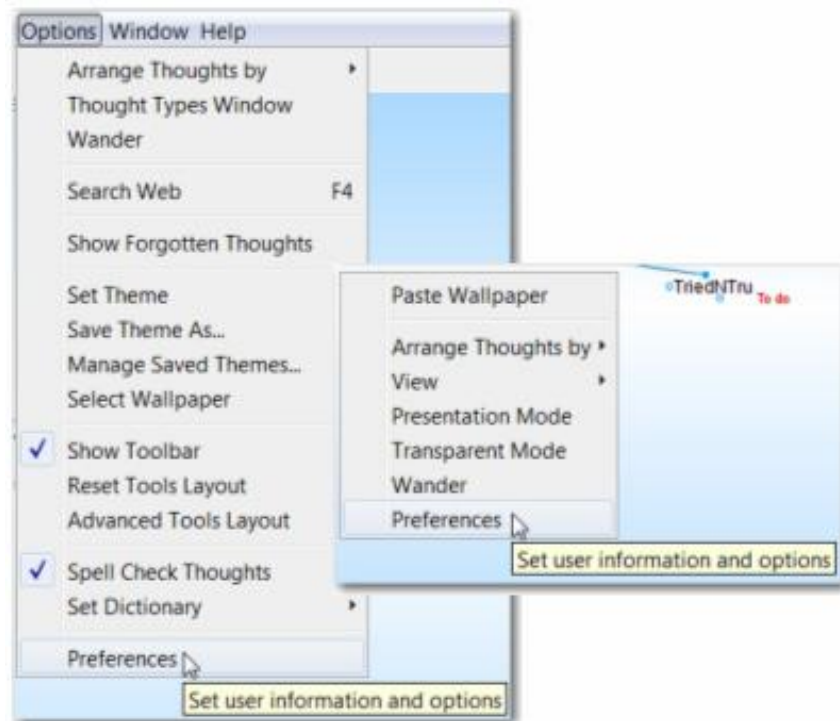 Options Window Help
Arrange Thoughts by
Thought Types Window
Wander
Search Web F4
Show Forgotten Thoughts
Set Theme
Save Theme As...
Manage Saved Themes...
Select Wallpaper
Show Toolbar
Reset Tools Layout
Advanced Tools Layout
Spell Check Thoughts
Set Dictionary
Preferences
Set user information and options
TriedNTru To do
Paste Wallpaper
Arrange Thoughts by
View
Presentation Mode
Transparent Mode
Wander
Preferences
Set user information and options